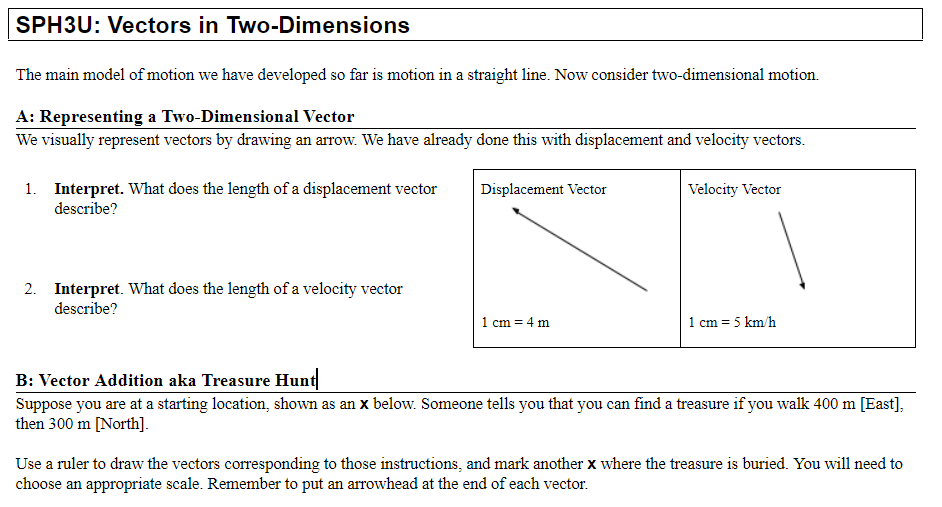 SPH3U: Vectors in Two-Dimensions
The main model of motion we have developed so far is motion in a straight line. Now consider two-dimensional motion.
A: Representing a Two-Dimensional Vector
We visually represent vectors by drawing an arrow. We have already done this with displacement and velocity vectors.
1. Interpret. What does the length of a displacement vector
describe?
2. Interpret. What does the length of a velocity vector
describe?
Displacement Vector
1 cm = 4 m
Velocity Vector
1 cm = 5 km/h
B: Vector Addition aka Treasure Hunt
Suppose you are at a starting location, shown as an x below. Someone tells you that you can find a treasure if you walk 400 m [East],
then 300 m [North].
Use a ruler to draw the vectors corresponding to those instructions, and mark another x where the treasure is buried. You will need to
choose an appropriate scale. Remember to put an arrowhead at the end of each vector.